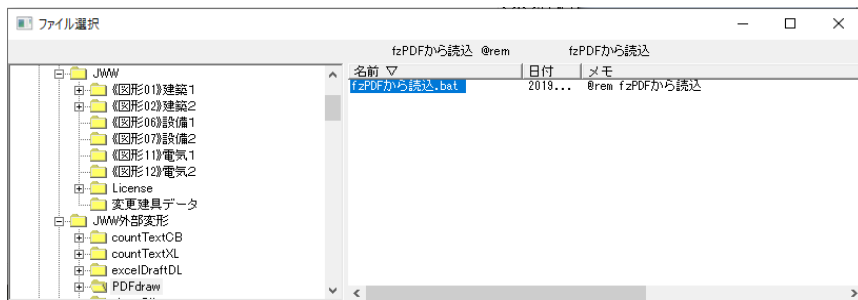 ファイル選択
fzPDFから読込 @rem fzPDFから読込
名前 ▽ 日付 メモ
fzPDFから読込.bat 2019... @rem fzPDFから読込
JWW
《図形01》建築1
《図形02》建築2
《図形06》設備1
《図形07》設備2
《図形11》電気1
《図形12》電気2
License
変更建具データ
JWW外部変形
countTextCB
countTextXL
excelDraftDL
PDFdraw